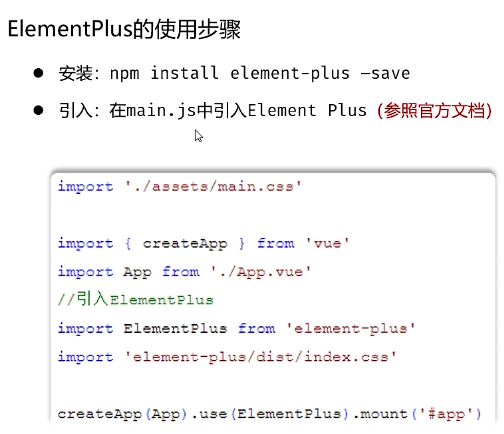 ElementPlus的使用步骤
● 安装：npm install element-plus –save
● 引入：在main.js中引入Element Plus（参照官方文档）
import './assets/main.css'
import { createApp } from 'vue'
import App from './App.vue'
//引入ElementPlus
import ElementPlus from 'element-plus'
import 'element-plus/dist/index.css'
createApp(App).use(ElementPlus).mount('#app')